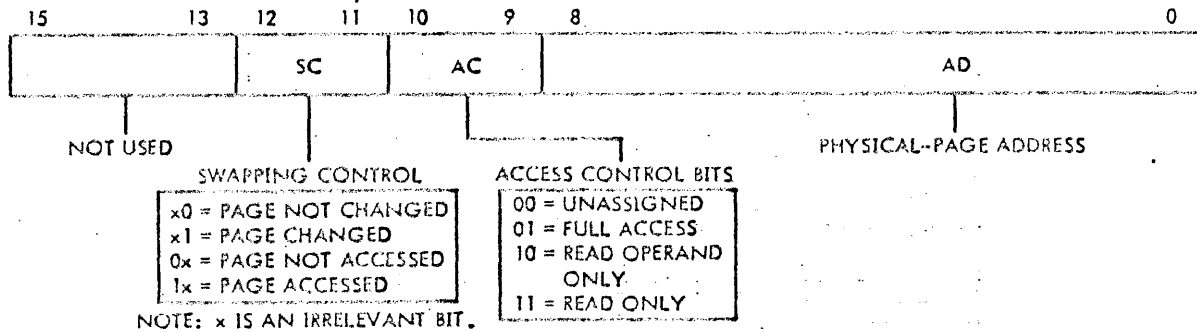 15 13 12 11 10 9 8 0
SC AC AD
NOT USED
PHYSICAL--PAGE ADDRESS
SWAPPING CONTROL
x0 = PAGE NOT CHANGED
x1 = PAGE CHANGED
0x = PAGE NOT ACCESSED
1x = PAGE ACCESSED
NOTE: x IS AN IRRELEVANT BIT.
ACCESS CONTROL BITS
00 = UNASSIGNED
01 = FULL ACCESS
10 = READ OPERAND
ONLY
11 = READ ONLY